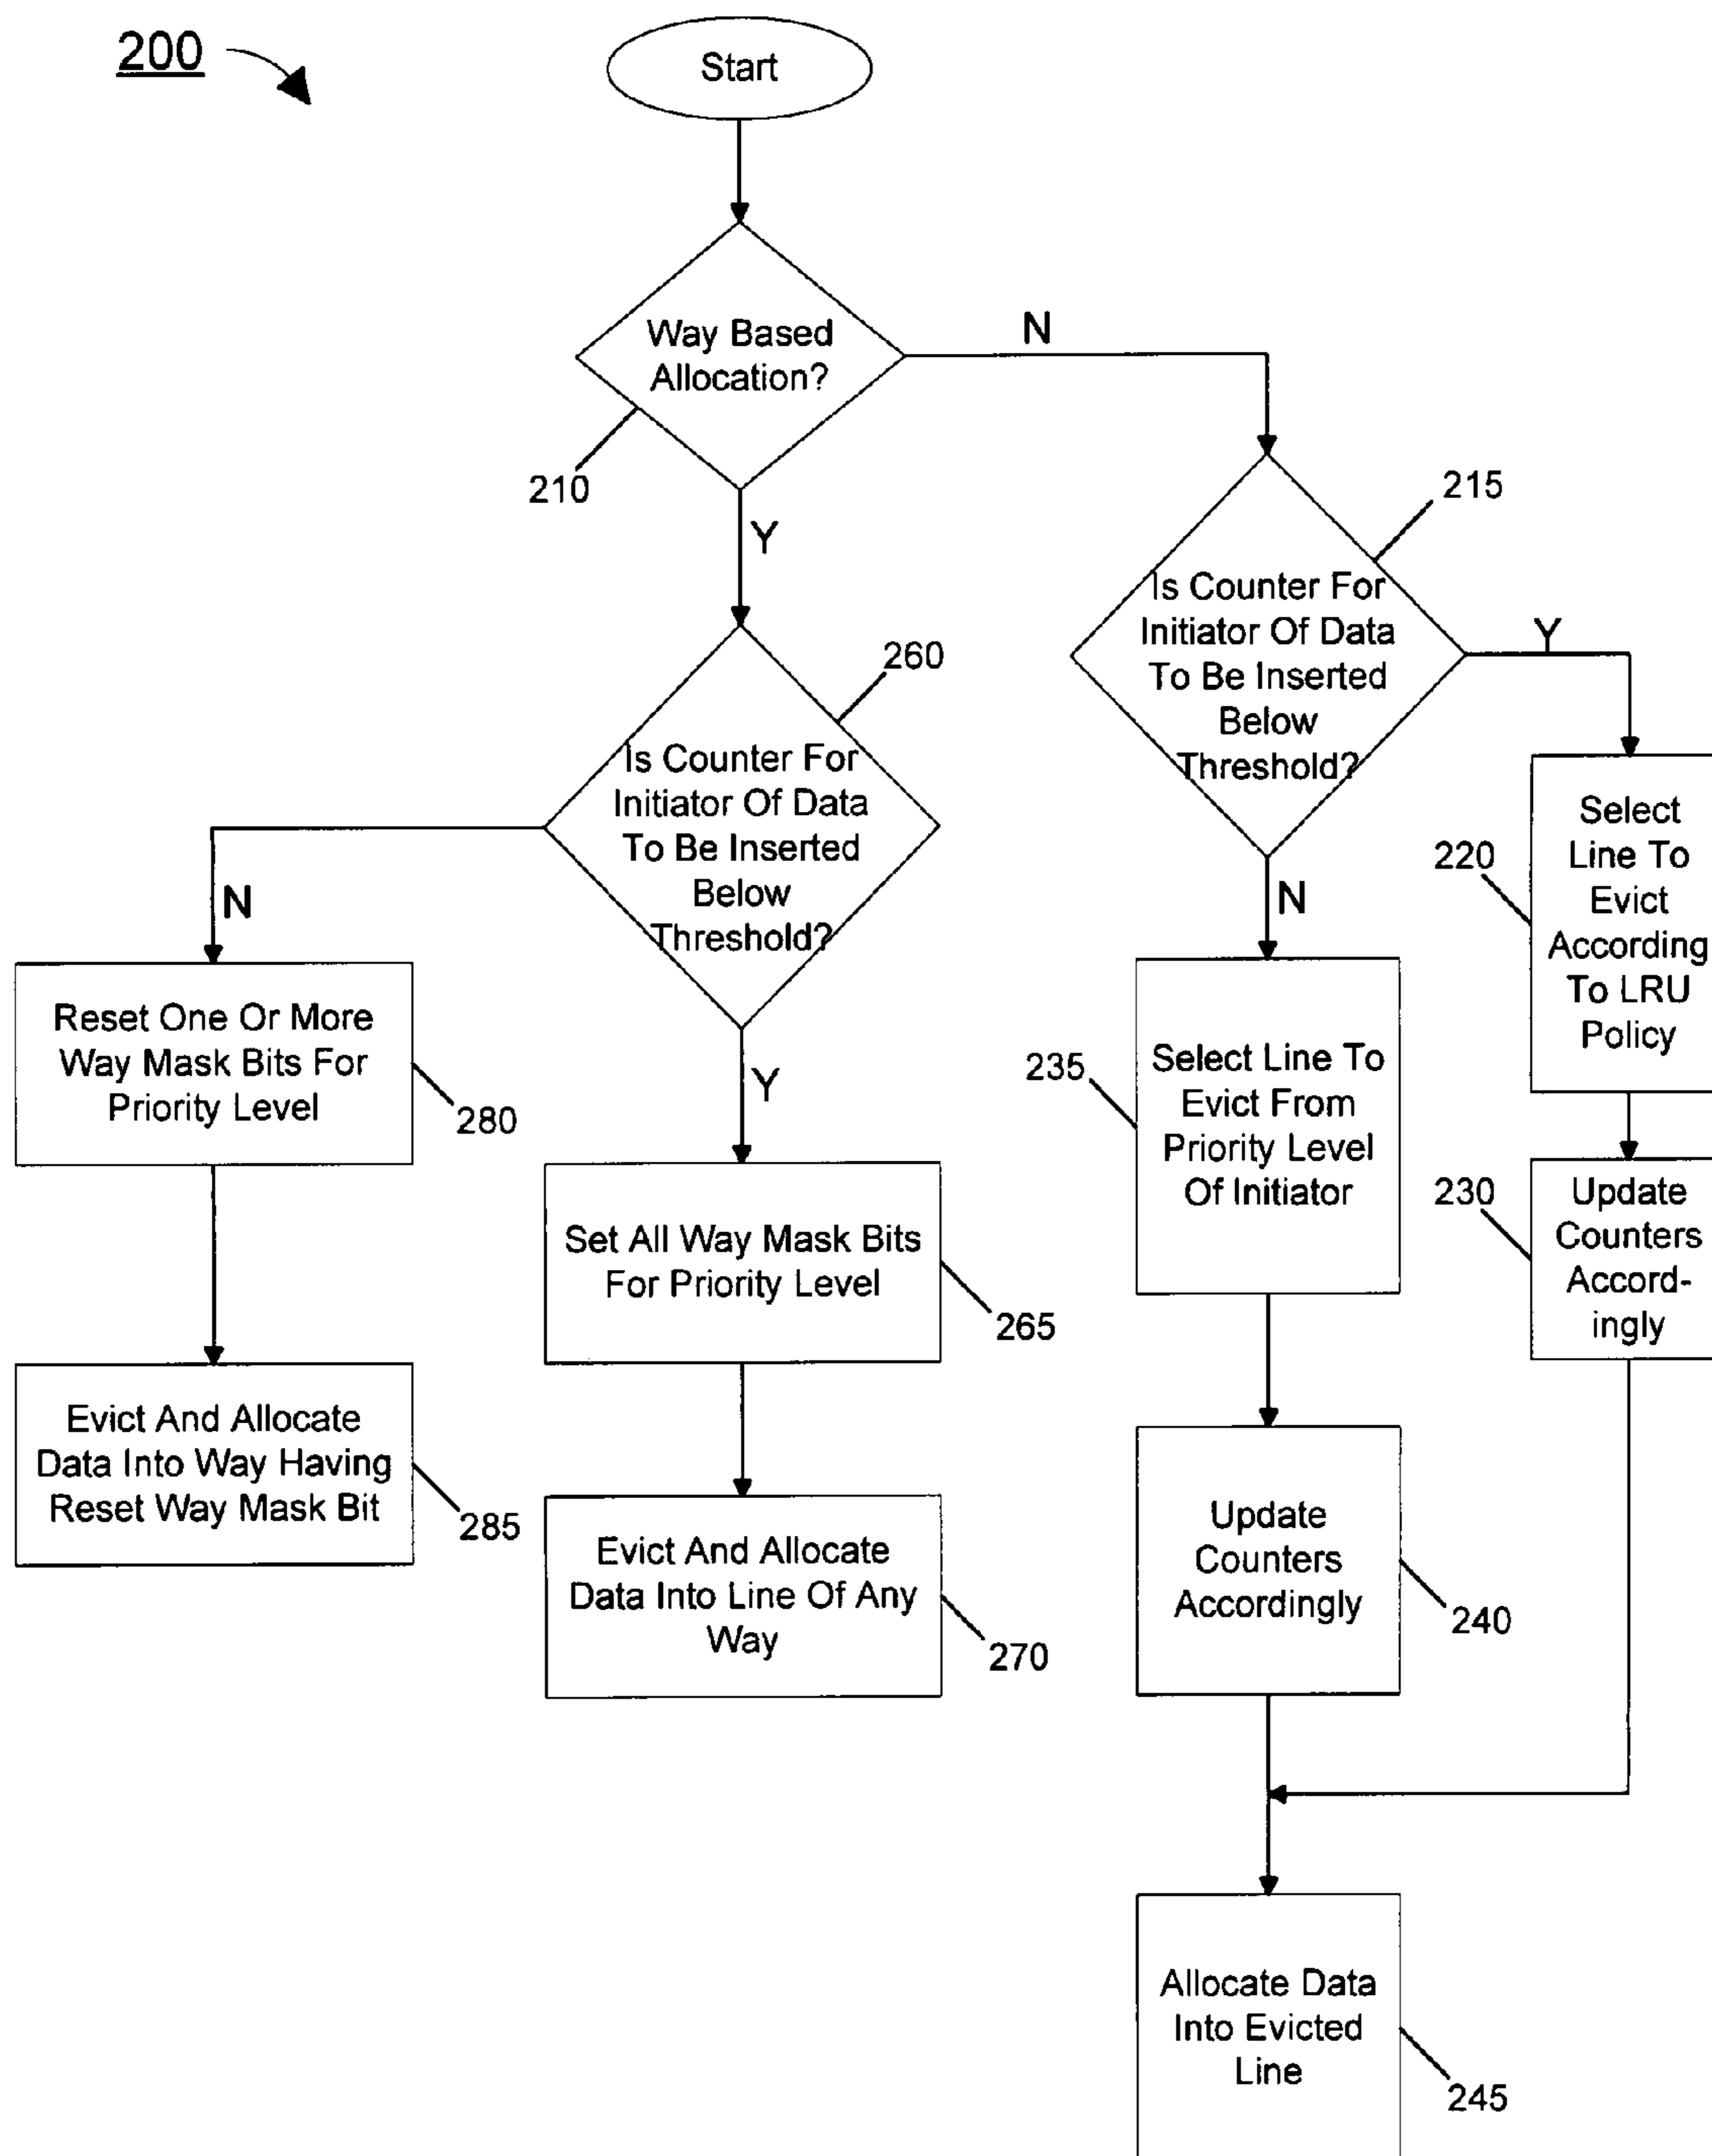 200
Start
Way Based
Allocation?
210
N
Y
215
Is Counter For
Initiator Of Data
To Be Inserted
Below
Threshold?
Y
N
260
Is Counter For
Initiator Of Data
To Be Inserted
Below
Threshold?
N
Y
220
Select
Line To
Evict
According
To LRU
Policy
230
Update
Counters
Accord-
ingly
235
Select Line To
Evict From
Priority Level
Of Initiator
Reset One Or More
Way Mask Bits For
Priority Level
280
Set All Way Mask Bits
For Priority Level
265
Evict And Allocate
Data Into Way Having
Reset Way Mask Bit
285
Evict And Allocate
Data Into Line Of Any
Way
270
Update
Counters
Accordingly
240
Allocate Data
Into Evicted
Line
245